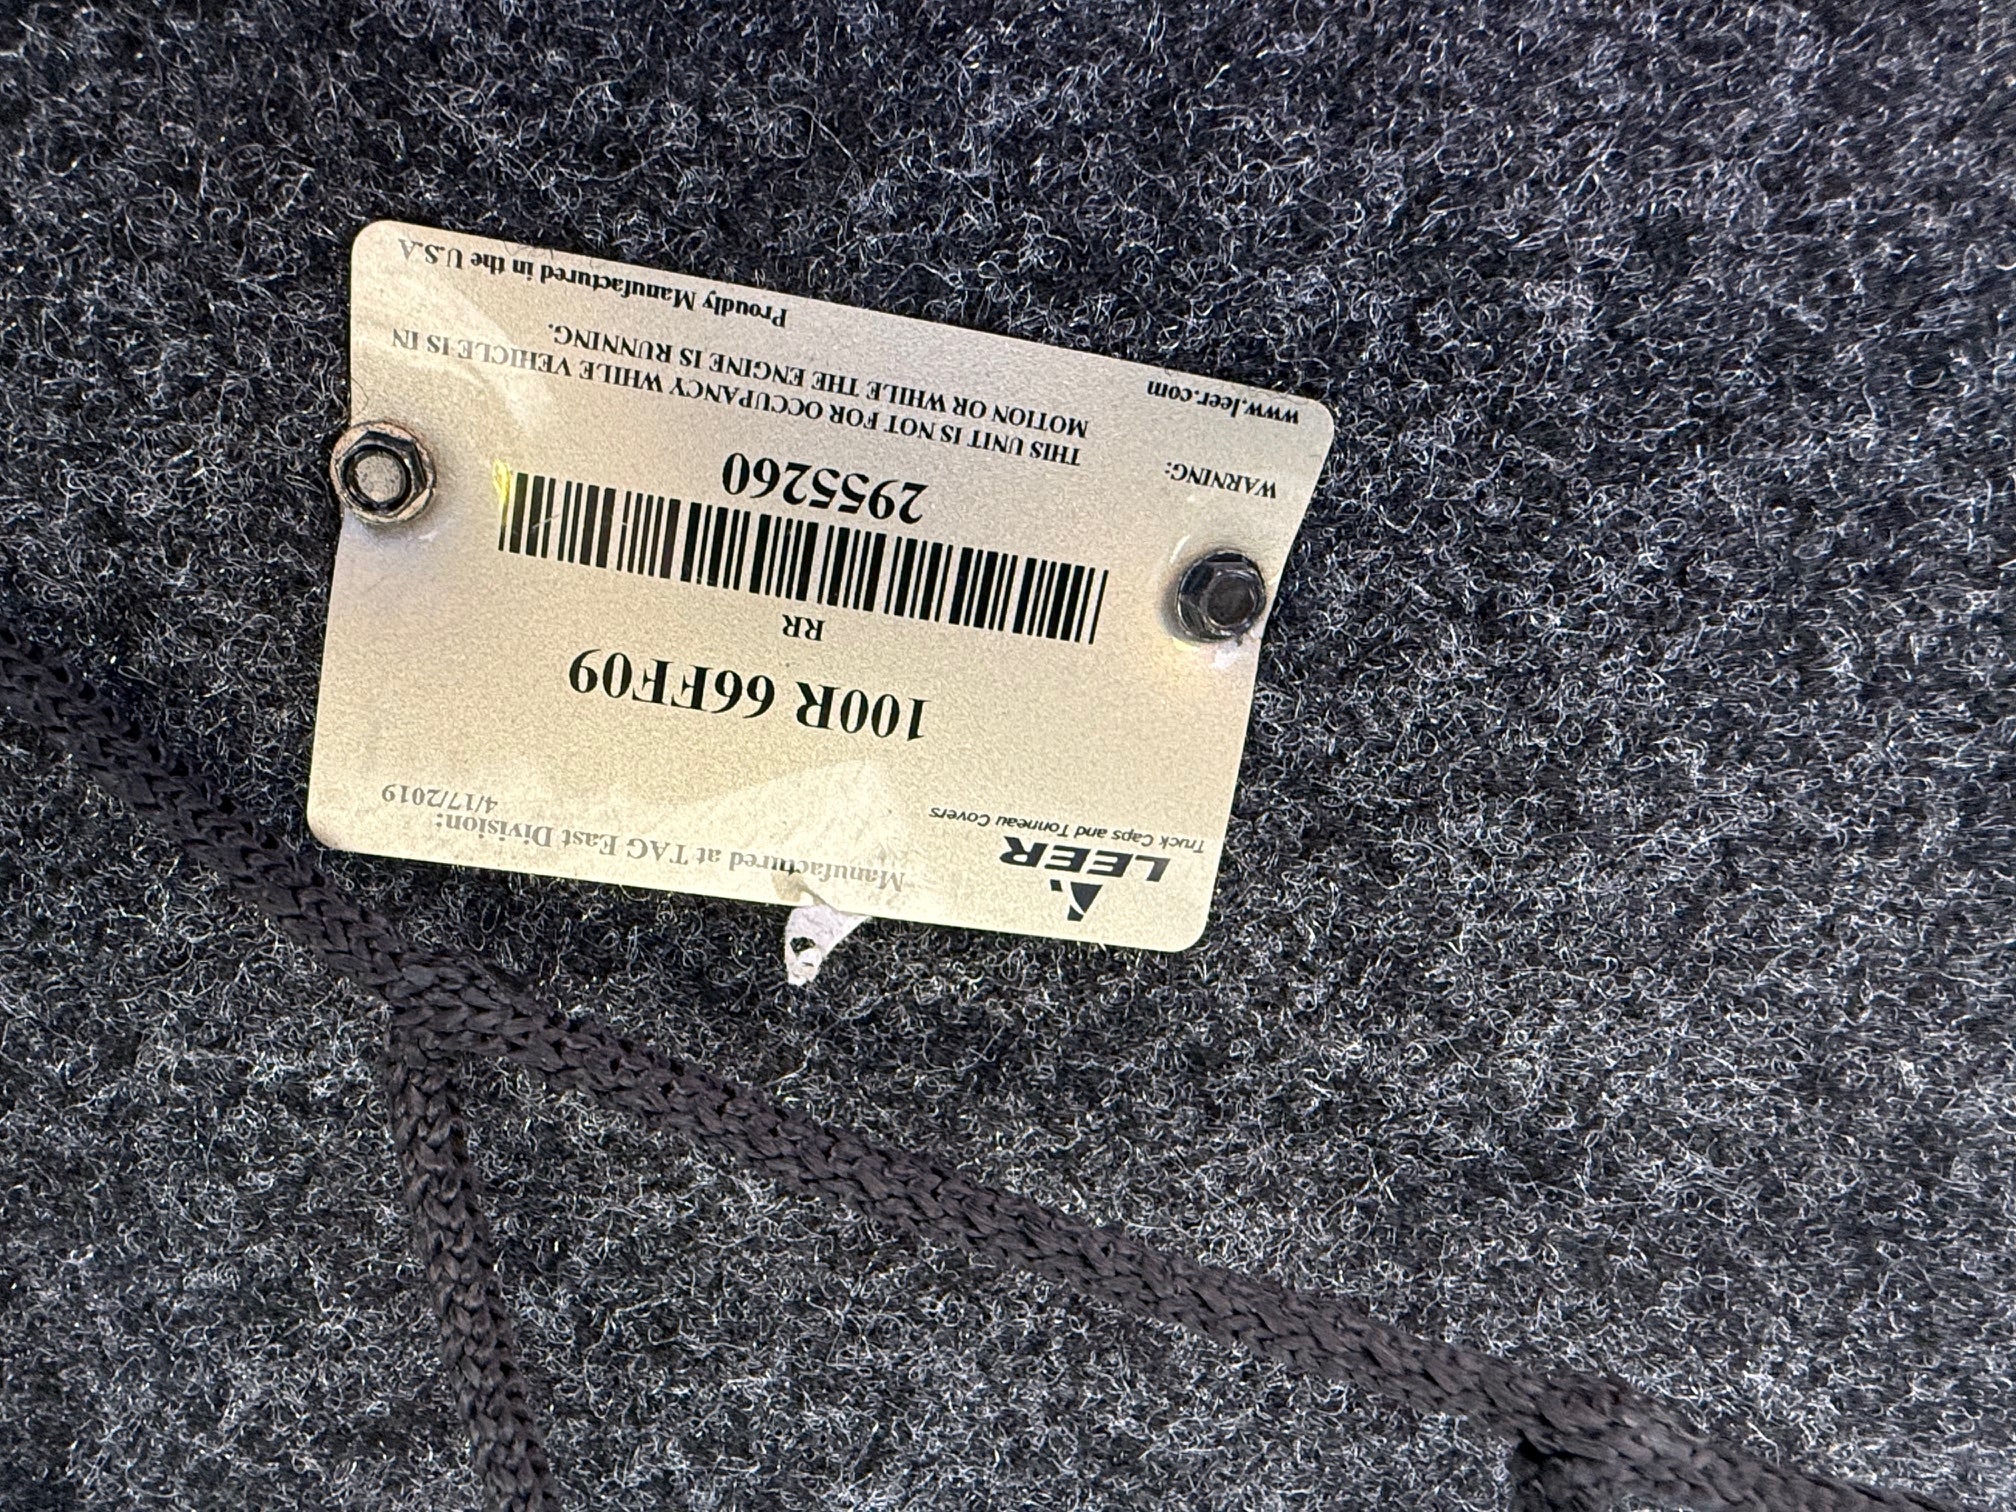 LEER
Truck Caps and Tonneau Covers
Manufactured at TAG East Division:
4/17/2019
100R 66FF09
RR
2955260
WARNING:
THIS UNIT IS NOT FOR OCCUPANCY WHILE VEHICLE IS IN
MOTION OR WHILE THE ENGINE IS RUNNING.
www.leer.com
Proudly Manufactured in the U.S.A